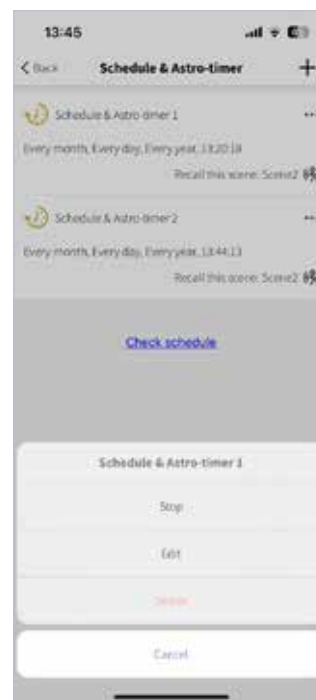 13:45
Back
Schedule & Astro-timer
+
Schedule & Astro-timer 1
Every month, Every day, Every year, 13:20:18
Recall this scene: Scene2
Schedule & Astro-timer 2
Every month, Every day, Every year, 13:44:13
Recall this scene: Scene2
Check schedule
Schedule & Astro-timer 1
Stop
Edit
Delete
Cancel